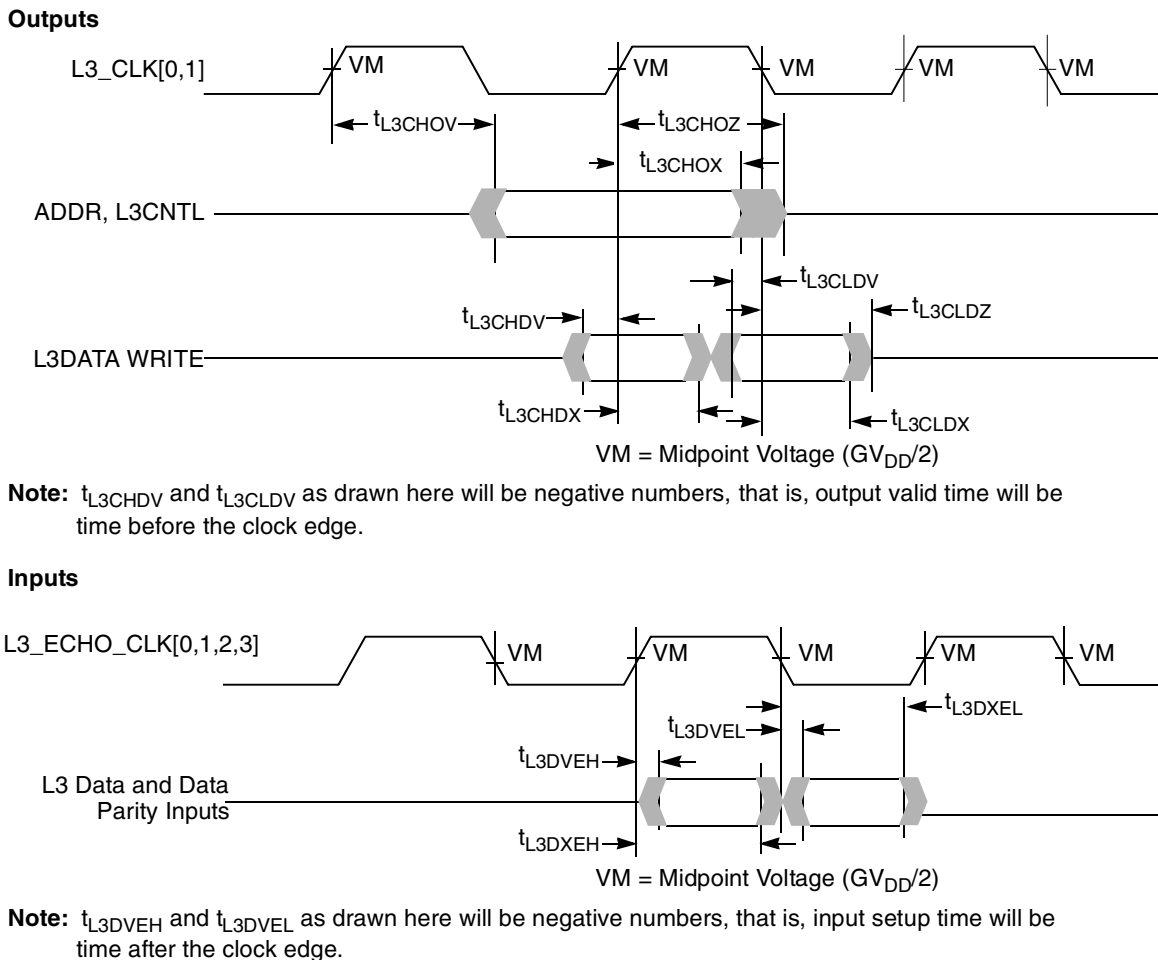 Outputs
L3_CLK[0,1]
VM
VM
VM
VM
VM
tL3CHOV
tL3CHOZ
tL3CHOX
ADDR, L3CNTL
tL3CLDV
tL3CHDV
tL3CLDZ
L3DATA WRITE
tL3CHDX
tL3CLDX
VM = Midpoint Voltage (GVDD/2)
Note: tL3CHDV and tL3CLDV as drawn here will be negative numbers, that is, output valid time will be
time before the clock edge.
Inputs
L3_ECHO_CLK[0,1,2,3]
VM
VM
VM
VM
VM
tL3DXEL
tL3DVEL
tL3DVEH
L3 Data and Data
Parity Inputs
tL3DXEH
VM = Midpoint Voltage (GVDD/2)
Note: tL3DVEH and tL3DVEL as drawn here will be negative numbers, that is, input setup time will be
time after the clock edge.